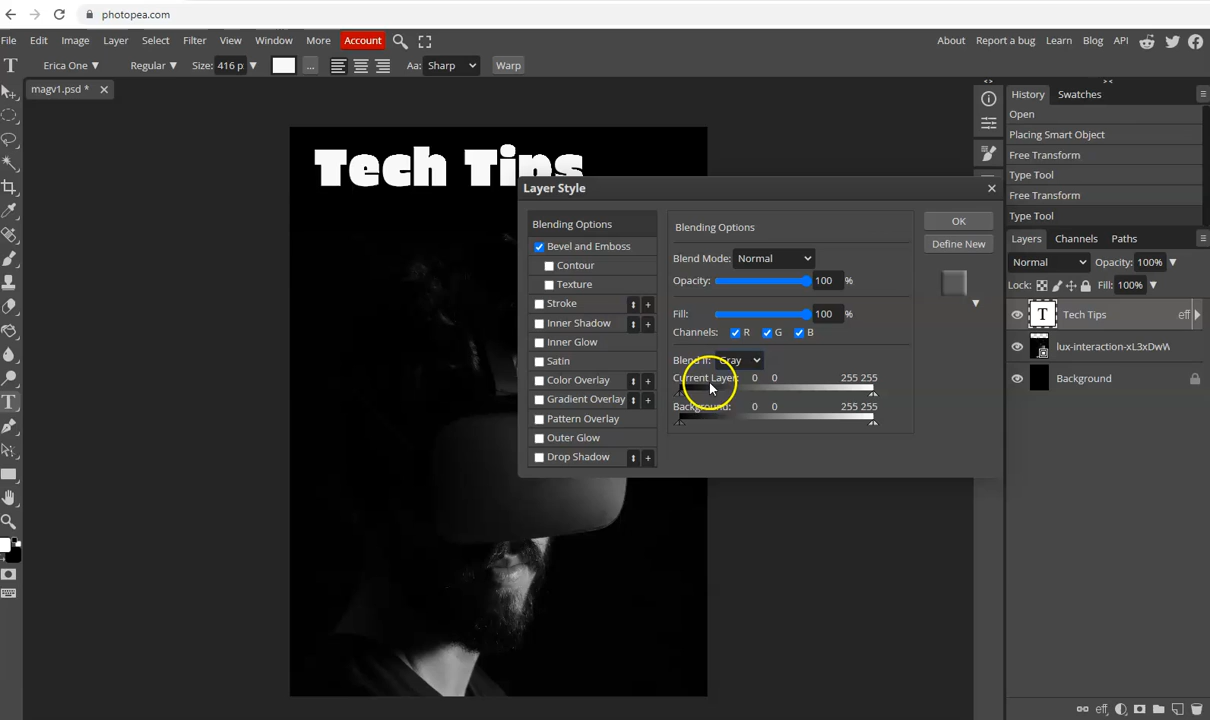 photopea.com
File Edit Image Layer Select Filter View Window More Account About Report a bug Learn Blog API
T Erica One Regular Size: 416 p ... Aa: Sharp Warp
magv1.psd *
History Swatches
Open
Placing Smart Object
Free Transform
Type Tool
Free Transform
Type Tool
Layers Channels Paths
Normal Opacity: 100%
Lock: Fill: 100%
T Tech Tips eff
lux-interaction-xL3xDwW
Background
Tech Tips
Layer Style
Blending Options
Bevel and Emboss
Contour
Texture
Stroke
Inner Shadow
Inner Glow
Satin
Color Overlay
Gradient Overlay
Pattern Overlay
Outer Glow
Drop Shadow
Blending Options
Blend Mode: Normal
Opacity: 100 %
Fill: 100 %
Channels: R G B
Blend If: Gray
Current Layer: 0 0 255 255
Background: 0 0 255 255
OK
Define New
T
eff